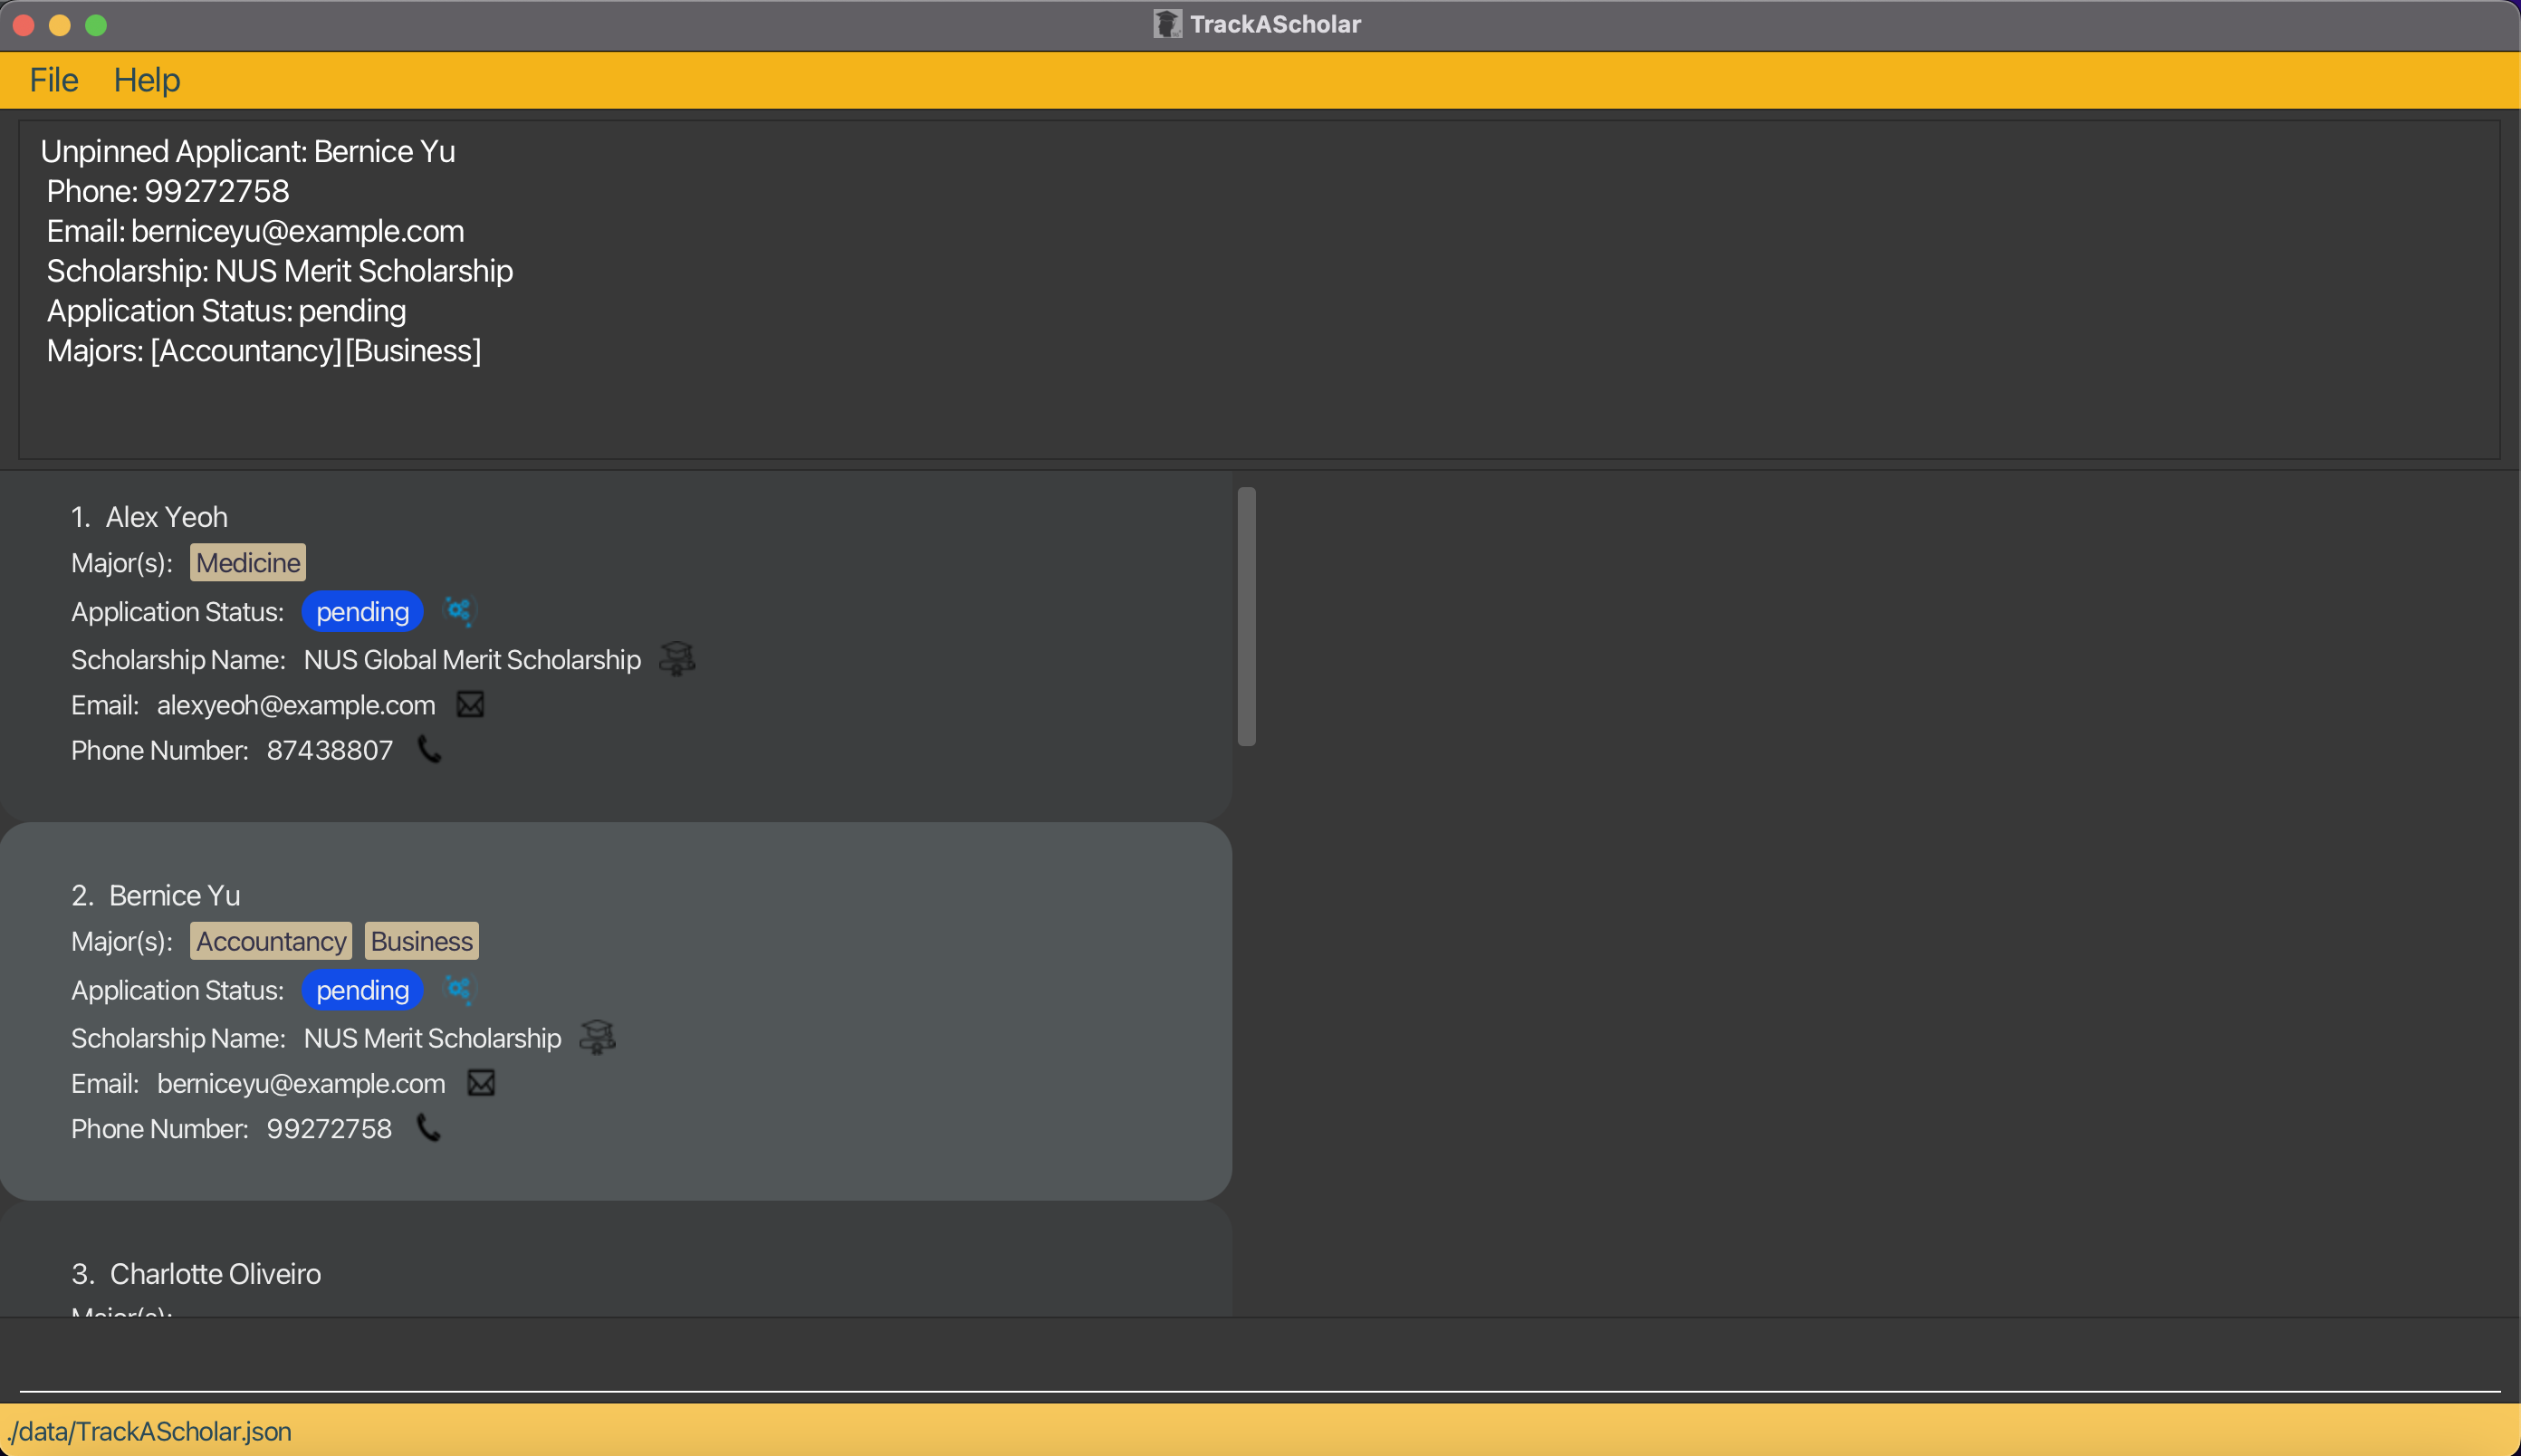 TrackAScholar
File Help
Unpinned Applicant: Bernice Yu
Phone: 99272758
Email: berniceyu@example.com
Scholarship: NUS Merit Scholarship
Application Status: pending
Majors: [Accountancy][Business]
1. Alex Yeoh
Major(s): Medicine
Application Status: pending
Scholarship Name: NUS Global Merit Scholarship
Email: alexyeoh@example.com
Phone Number: 87438807
2. Bernice Yu
Major(s): Accountancy Business
Application Status: pending
Scholarship Name: NUS Merit Scholarship
Email: berniceyu@example.com
Phone Number: 99272758
3. Charlotte Oliveiro
Major(s):
./data/TrackAScholar.json